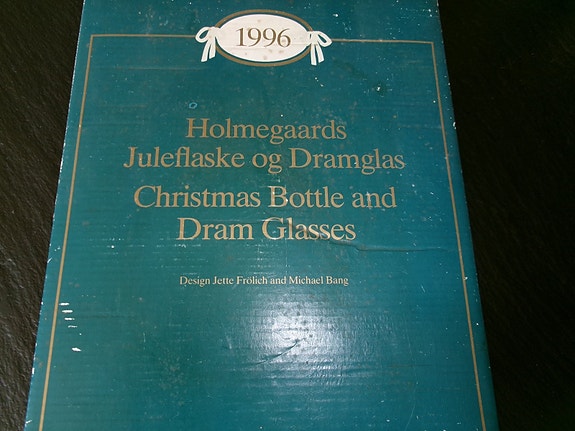 1996
Holmegaards
Juleflaske og Dramglas
Christmas Bottle and
Dram Glasses
Design Jette Frölich and Michael Bang